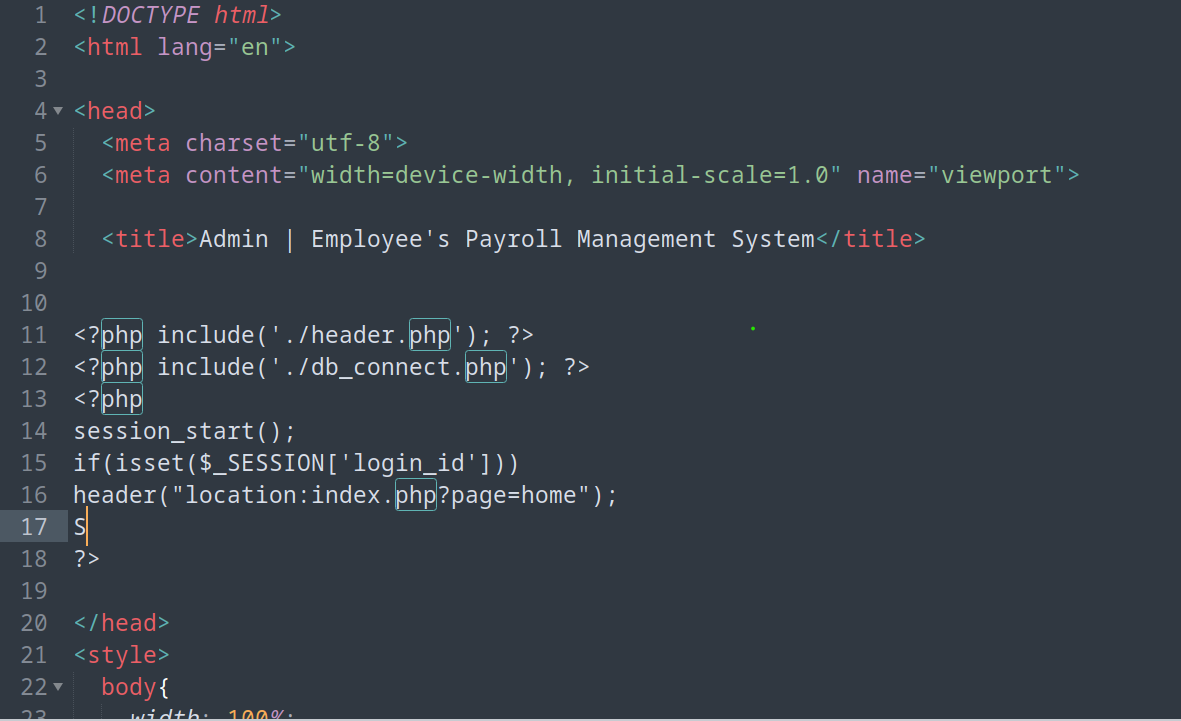 1 <!DOCTYPE html>
2 <html lang="en">
3
4 <head>
5 <meta charset="utf-8">
6 <meta content="width=device-width, initial-scale=1.0" name="viewport">
7
8 <title>Admin | Employee's Payroll Management System</title>
9
10
11 <?php include('./header.php'); ?>
12 <?php include('./db_connect.php'); ?>
13 <?php
14 session_start();
15 if(isset($_SESSION['login_id']))
16 header("location:index.php?page=home");
17 S
18 ?>
19
20 </head>
21 <style>
22 body{
23 width: 100%;